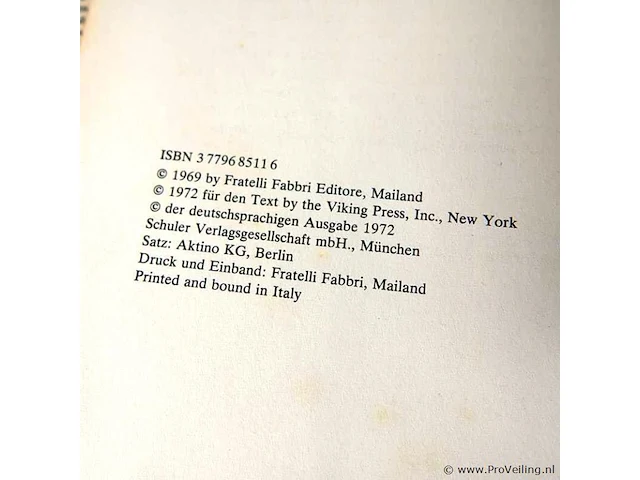 ISBN 3 7796 8511 6
© 1969 by Fratelli Fabbri Editore, Mailand
© 1972 für den Text by the Viking Press, Inc., New York
© der deutschsprachigen Ausgabe 1972
Schuler Verlagsgesellschaft mbH., München
Satz: Aktino KG, Berlin
Druck und Einband: Fratelli Fabbri, Mailand
Printed and bound in Italy
© www.ProVeiling.nl